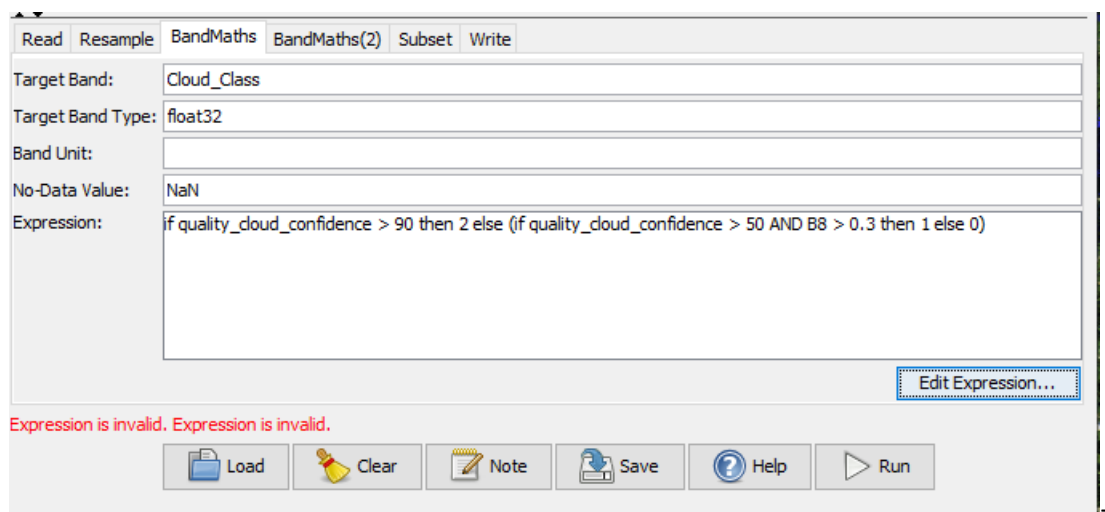 Read Resample BandMaths BandMaths(2) Subset Write
Target Band: Cloud_Class
Target Band Type: float32
Band Unit:
No-Data Value: NaN
Expression: if quality_cloud_confidence > 90 then 2 else (if quality_cloud_confidence > 50 AND B8 > 0.3 then 1 else 0)
Edit Expression...
Expression is invalid. Expression is invalid.
Load Clear Note Save Help Run